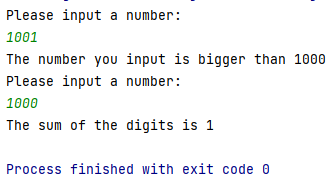 Please input a number:
1001
The number you input is bigger than 1000
Please input a number:
1000
The sum of the digits is 1
Process finished with exit code 0